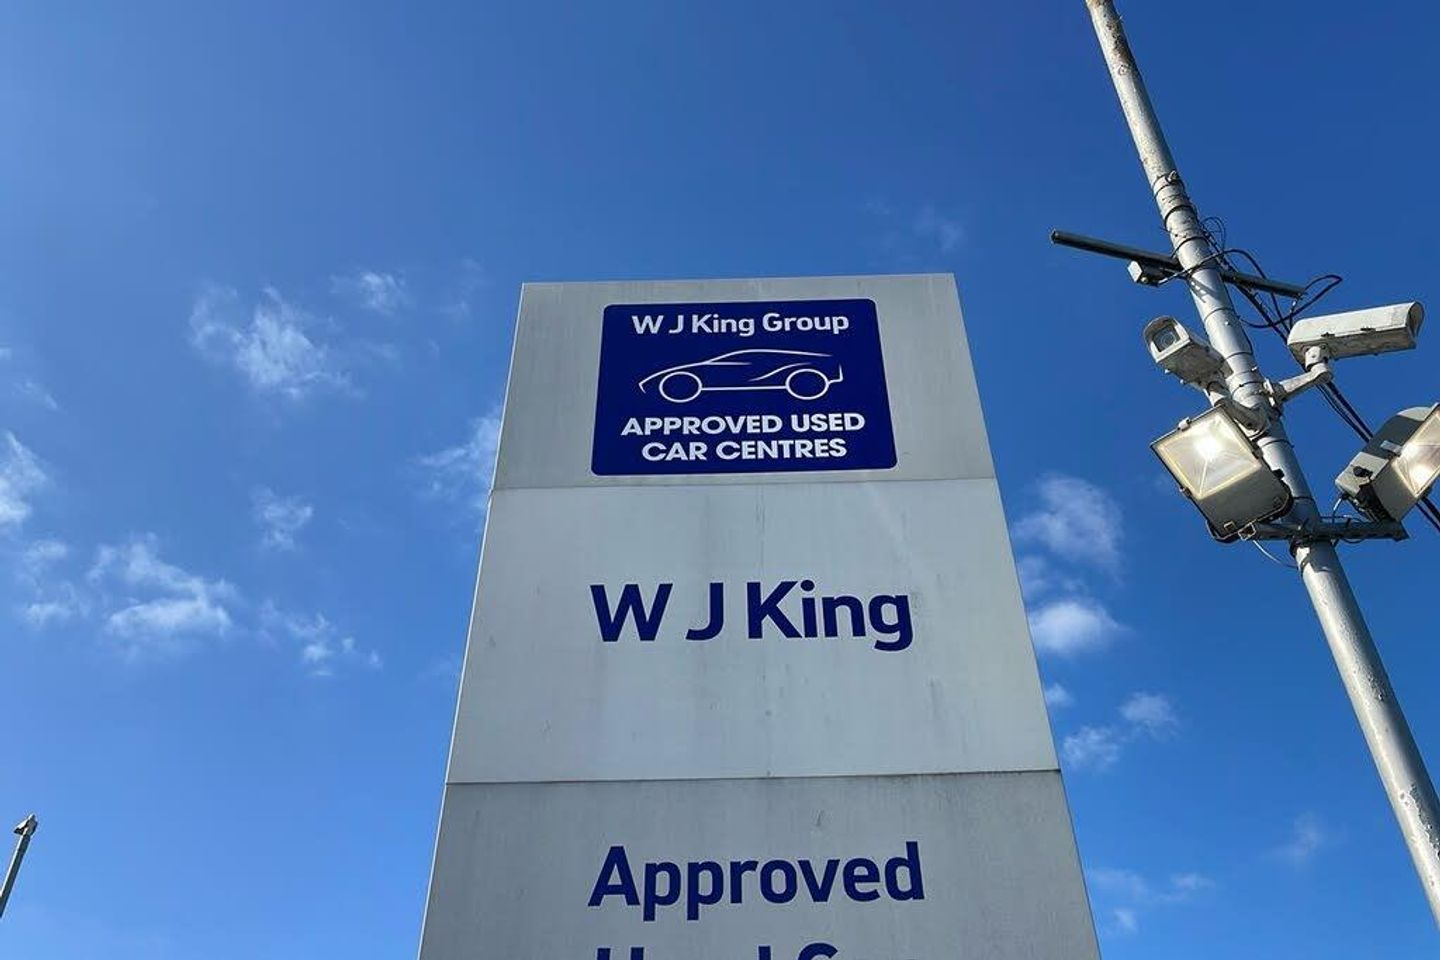 W J King Group
APPROVED USED
CAR CENTRES
W J King
Approved